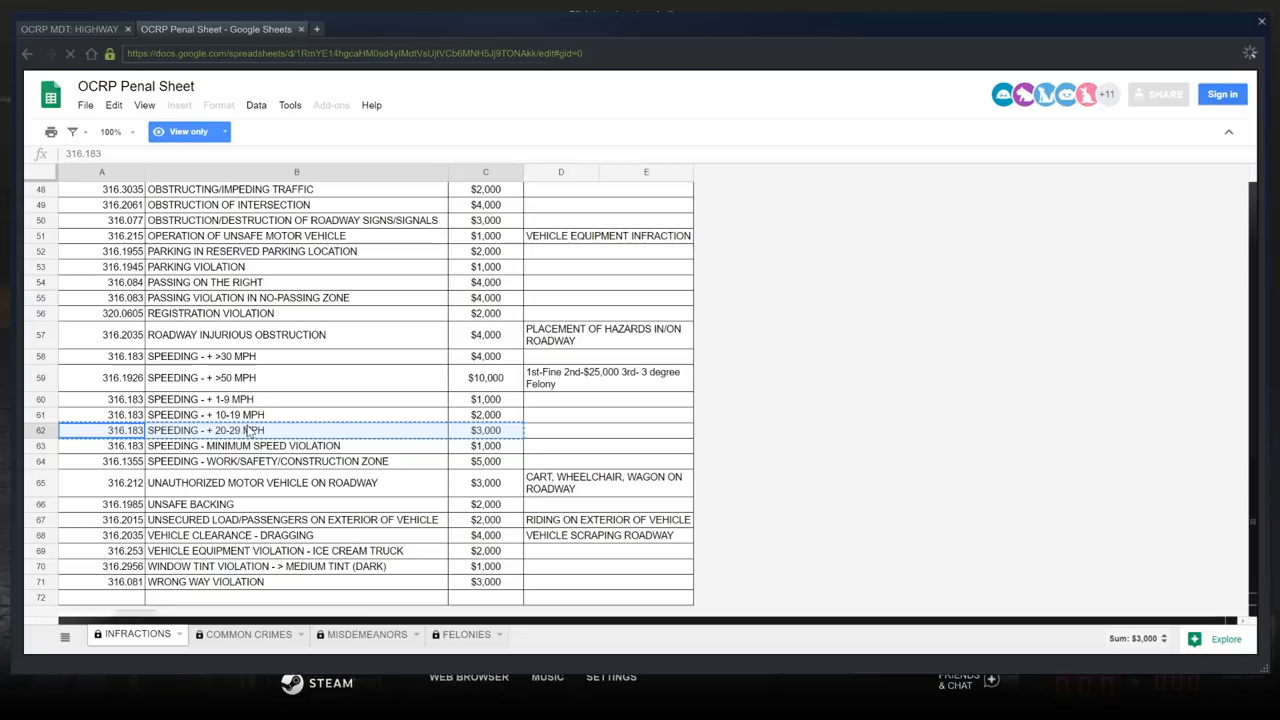 OCRP MDT: HIGHWAY × OCRP Penal Sheet - Google Sheets × +
https://docs.google.com/spreadsheets/d/1RmYE14hgcaHM0sd4yIMdtVsUjtVCb6MNH5Jj9TONAkk/edit#gid=0
OCRP Penal Sheet
File Edit View Insert Format Data Tools Add-ons Help
+11 SHARE Sign in
100% View only
fx 316.183
A B C D E
48 316.3035 OBSTRUCTING/IMPEDING TRAFFIC $2,000
49 316.2061 OBSTRUCTION OF INTERSECTION $4,000
50 316.077 OBSTRUCTION/DESTRUCTION OF ROADWAY SIGNS/SIGNALS $3,000
51 316.215 OPERATION OF UNSAFE MOTOR VEHICLE $1,000 VEHICLE EQUIPMENT INFRACTION
52 316.1955 PARKING IN RESERVED PARKING LOCATION $2,000
53 316.1945 PARKING VIOLATION $1,000
54 316.084 PASSING ON THE RIGHT $4,000
55 316.083 PASSING VIOLATION IN NO-PASSING ZONE $4,000
56 320.0605 REGISTRATION VIOLATION $2,000
57 316.2035 ROADWAY INJURIOUS OBSTRUCTION $4,000 PLACEMENT OF HAZARDS IN/ON
ROADWAY
58 316.183 SPEEDING - + >30 MPH $4,000
59 316.1926 SPEEDING - + >50 MPH $10,000 1st-Fine 2nd-$25,000 3rd- 3 degree
Felony
60 316.183 SPEEDING - + 1-9 MPH $1,000
61 316.183 SPEEDING - + 10-19 MPH $2,000
62 316.183 SPEEDING - + 20-29 MPH $3,000
63 316.183 SPEEDING - MINIMUM SPEED VIOLATION $1,000
64 316.1355 SPEEDING - WORK/SAFETY/CONSTRUCTION ZONE $5,000
65 316.212 UNAUTHORIZED MOTOR VEHICLE ON ROADWAY $3,000 CART, WHEELCHAIR, WAGON ON
ROADWAY
66 316.1985 UNSAFE BACKING $2,000
67 316.2015 UNSECURED LOAD/PASSENGERS ON EXTERIOR OF VEHICLE $2,000 RIDING ON EXTERIOR OF VEHICLE
68 316.2035 VEHICLE CLEARANCE - DRAGGING $4,000 VEHICLE SCRAPING ROADWAY
69 316.253 VEHICLE EQUIPMENT VIOLATION - ICE CREAM TRUCK $2,000
70 316.2956 WINDOW TINT VIOLATION - > MEDIUM TINT (DARK) $1,000
71 316.081 WRONG WAY VIOLATION $3,000
72
INFRACTIONS COMMON CRIMES MISDEMEANORS FELONIES Sum: $3,000 Explore
STEAM WEB BROWSER MUSIC SETTINGS FRIENDS
& CHAT